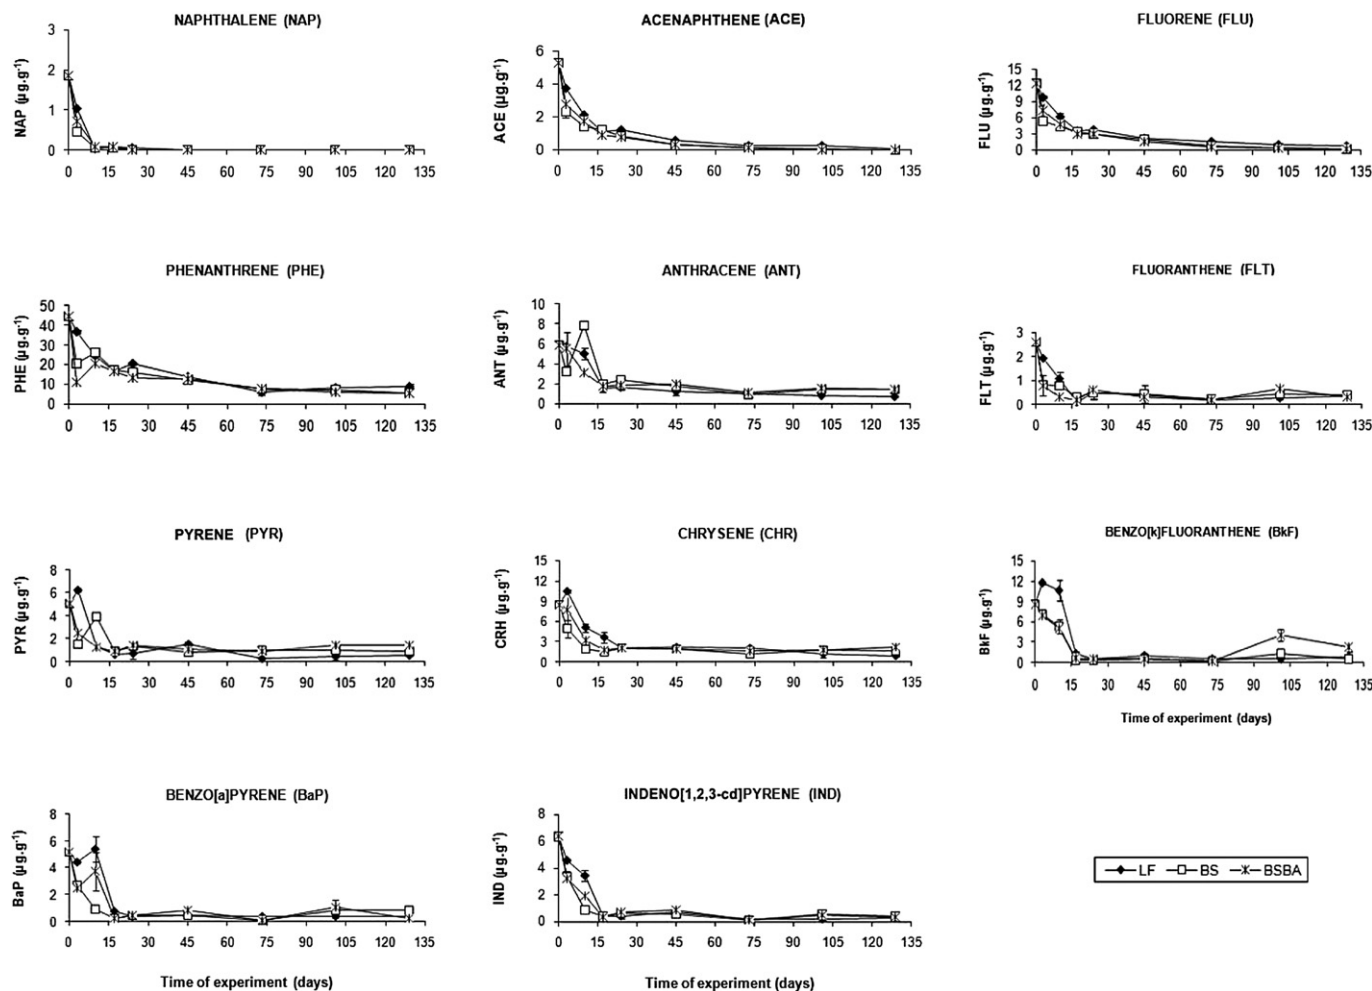 NAPHTHALENE (NAP)
NAP (µg.g-1)
3
2
1
0
0 15 30 45 60 75 90 105 120 135
ACENAPHTHENE (ACE)
ACE (µg.g-1)
6
4
2
0
0 15 30 45 60 75 90 105 120 135
FLUORENE (FLU)
FLU (µg.g-1)
15
12
9
6
3
0
0 15 30 45 60 75 90 105 120 135
PHENANTHRENE (PHE)
PHE (µg.g-1)
50
40
30
20
10
0
0 15 30 45 60 75 90 105 120 135
ANTHRACENE (ANT)
ANT (µg.g-1)
10
8
6
4
2
0
0 15 30 45 60 75 90 105 120 135
FLUORANTHENE (FLT)
FLT (µg.g-1)
3
2
1
0
0 15 30 45 60 75 90 105 120 135
PYRENE (PYR)
PYR (µg.g-1)
8
6
4
2
0
0 15 30 45 60 75 90 105 120 135
CHRYSENE (CHR)
CRH (µg.g-1)
15
12
9
6
3
0
0 15 30 45 60 75 90 105 120 135
BENZO[k]FLUORANTHENE (BkF)
BkF (µg.g-1)
15
12
9
6
3
0
0 15 30 45 60 75 90 105 120 135
Time of experiment (days)
BENZO[a]PYRENE (BaP)
BaP (µg.g-1)
8
6
4
2
0
0 15 30 45 60 75 90 105 120 135
Time of experiment (days)
INDENO[1,2,3-cd]PYRENE (IND)
IND (µg.g-1)
8
6
4
2
0
0 15 30 45 60 75 90 105 120 135
Time of experiment (days)
LF BS BSBA